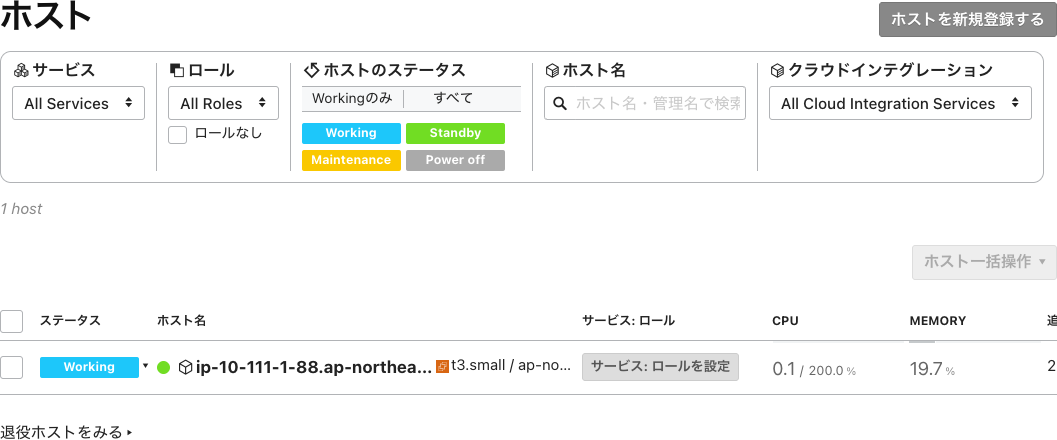 ホスト
ホストを新規登録する
サービス
All Services
ロール
All Roles
ロールなし
ホストのステータス
Workingのみ
すべて
Working
Standby
Maintenance
Power off
ホスト名
ホスト名・管理名で検索
クラウドインテグレーション
All Cloud Integration Services
1 host
ホスト一括操作
ステータス ホスト名 サービス: ロール CPU MEMORY
Working ip-10-111-1-88.ap-northea... t3.small / ap-no... サービス: ロールを設定 0.1 / 200.0 % 19.7 % 2
退役ホストをみる